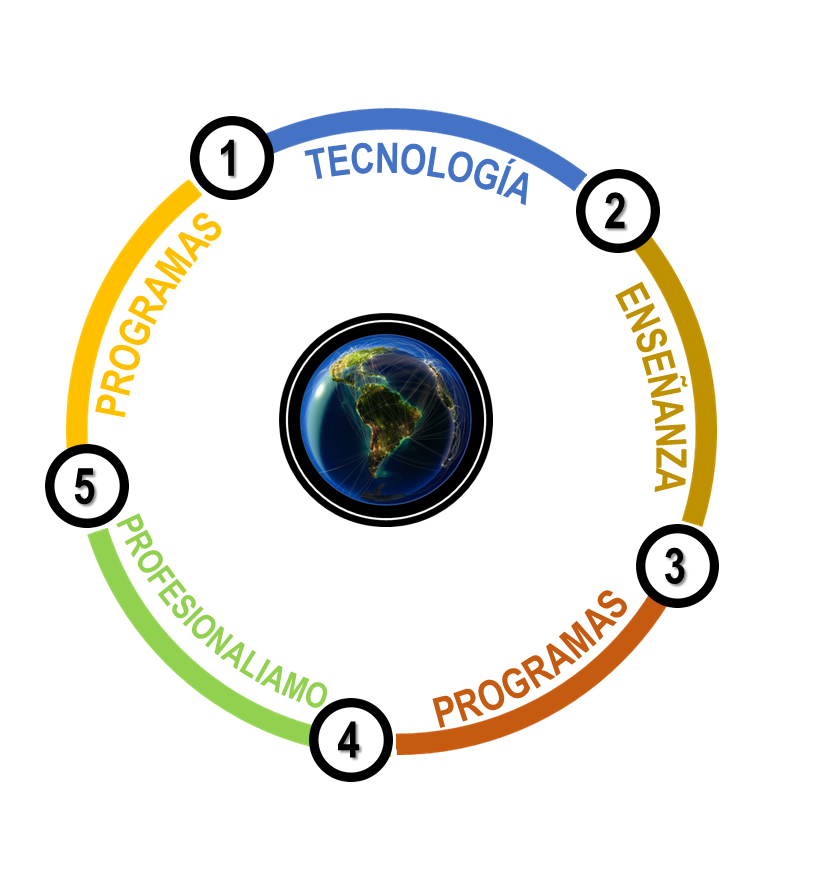 1
TECNOLOGÍA
2
ENSEÑANZA
3
PROGRAMAS
4
PROFESIONALIAMO
5
PROGRAMAS